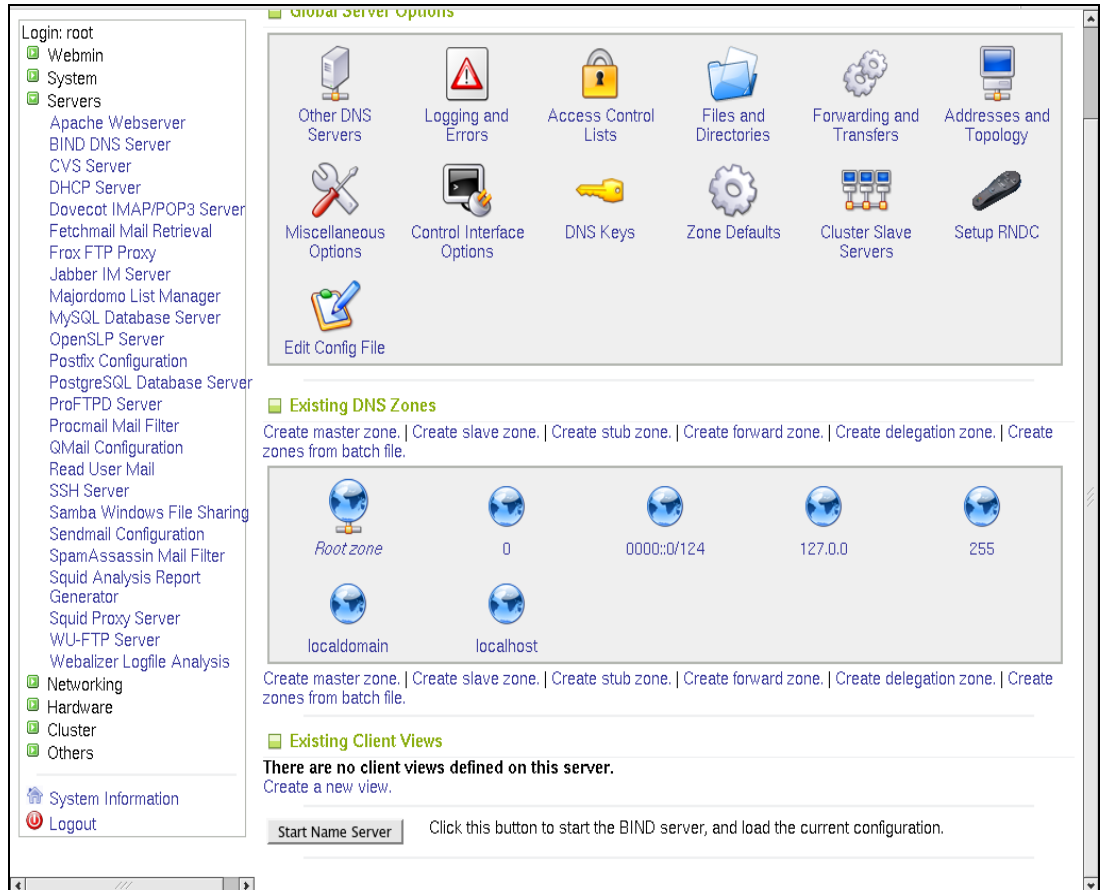 Login: root
Webmin
System
Servers
Apache Webserver
BIND DNS Server
CVS Server
DHCP Server
Dovecot IMAP/POP3 Server
Fetchmail Mail Retrieval
Frox FTP Proxy
Jabber IM Server
Majordomo List Manager
MySQL Database Server
OpenSLP Server
Postfix Configuration
PostgreSQL Database Server
ProFTPD Server
Procmail Mail Filter
QMail Configuration
Read User Mail
SSH Server
Samba Windows File Sharing
Sendmail Configuration
SpamAssassin Mail Filter
Squid Analysis Report
Generator
Squid Proxy Server
WU-FTP Server
Webalizer Logfile Analysis
Networking
Hardware
Cluster
Others
System Information
Logout
Global Server Options
Other DNS
Servers
Logging and
Errors
Access Control
Lists
Files and
Directories
Forwarding and
Transfers
Addresses and
Topology
Miscellaneous
Options
Control Interface
Options
DNS Keys
Zone Defaults
Cluster Slave
Servers
Setup RNDC
Edit Config File
Existing DNS Zones
Create master zone. | Create slave zone. | Create stub zone. | Create forward zone. | Create delegation zone. | Create
zones from batch file.
Root zone
0
0000::0/124
127.0.0
255
localdomain
localhost
Create master zone. | Create slave zone. | Create stub zone. | Create forward zone. | Create delegation zone. | Create
zones from batch file.
Existing Client Views
There are no client views defined on this server.
Create a new view.
Start Name Server
Click this button to start the BIND server, and load the current configuration.